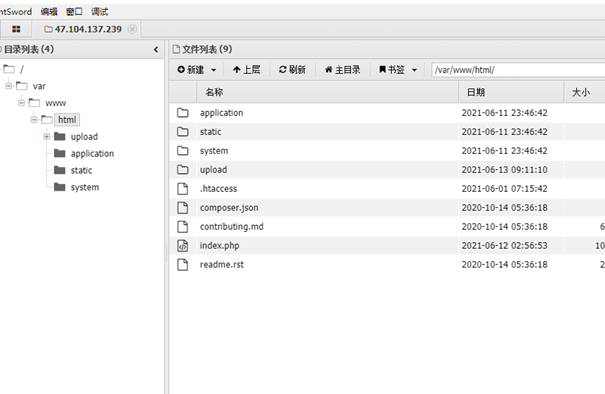 ntSword 编辑 窗口 调试
47.104.137.239
目录列表 (4)
文件列表 (9)
新建 上层 刷新 主目录 书签 /var/www/html/
/
var
www
html
upload
application
static
system
名称 日期 大小
application 2021-06-11 23:46:42
static 2021-06-11 23:46:42
system 2021-06-11 23:46:42
upload 2021-06-13 09:11:10
.htaccess 2021-06-01 07:15:42
composer.json 2020-10-14 05:36:18
contributing.md 2020-10-14 05:36:18 6
index.php 2021-06-12 02:56:53 10
readme.rst 2020-10-14 05:36:18 2